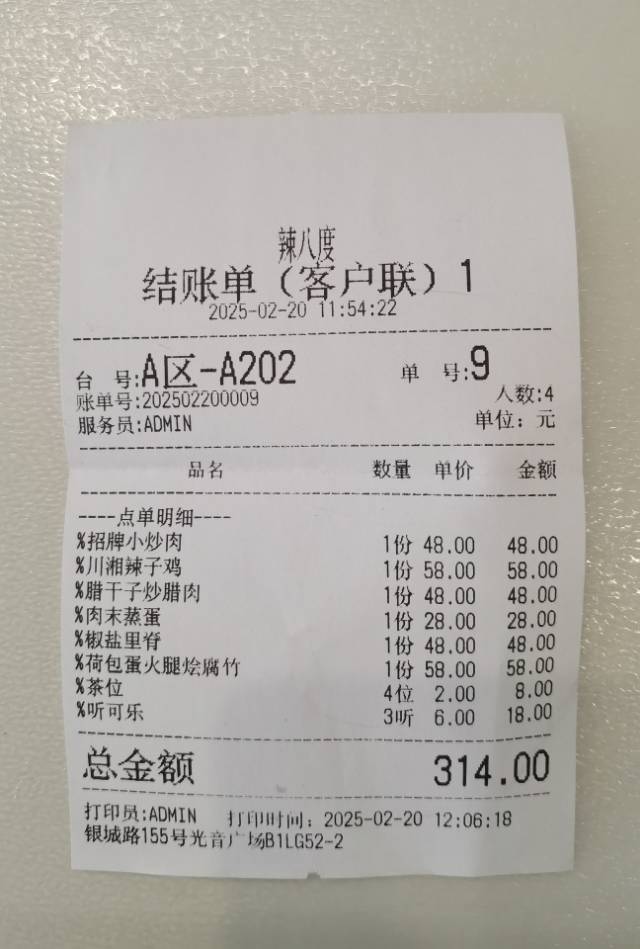 辣八度
结账单（客户联）1
2025-02-20 11:54:22
台 号:A区-A202 单 号:9
账单号:202502200009 人数:4
服务员:ADMIN 单位：元
品名 数量 单价 金额
----点单明细----
%招牌小炒肉 1份 48.00 48.00
%川湘辣子鸡 1份 58.00 58.00
%腊干子炒腊肉 1份 48.00 48.00
%肉末蒸蛋 1份 28.00 28.00
%椒盐里脊 1份 48.00 48.00
%荷包蛋火腿烩腐竹 1份 58.00 58.00
%茶位 4位 2.00 8.00
%听可乐 3听 6.00 18.00
总金额 314.00
打印员:ADMIN 打印时间：2025-02-20 12:06:18
银城路155号光音广场B1LG52-2